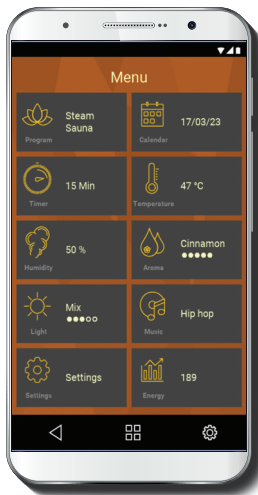 Menu
Steam
Sauna
Program
17/03/23
Calendar
15 Min
Timer
47 °C
Temperature
50 %
Humidity
Cinnamon
Aroma
Mix
Light
Hip hop
Music
Settings
Settings
189
Energy